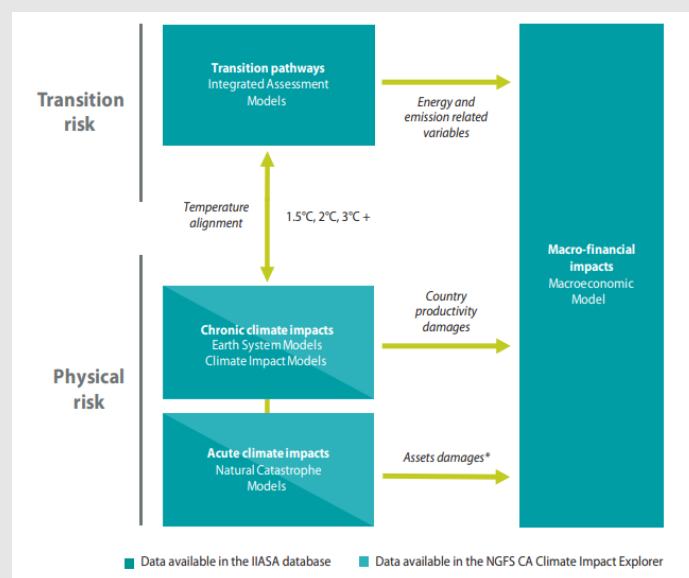 Transition
risk
Transition pathways
Integrated Assessment
Models
Energy and
emission related
variables
Temperature
alignment
1.5°C, 2°C, 3°C +
Macro-financial
impacts
Macroeconomic
Model
Physical
risk
Chronic climate impacts
Earth System Models
Climate Impact Models
Country
productivity
damages
Acute climate impacts
Natural Catastrophe
Models
Assets damages*
Data available in the IIASA database
Data available in the NGFS CA Climate Impact Explorer